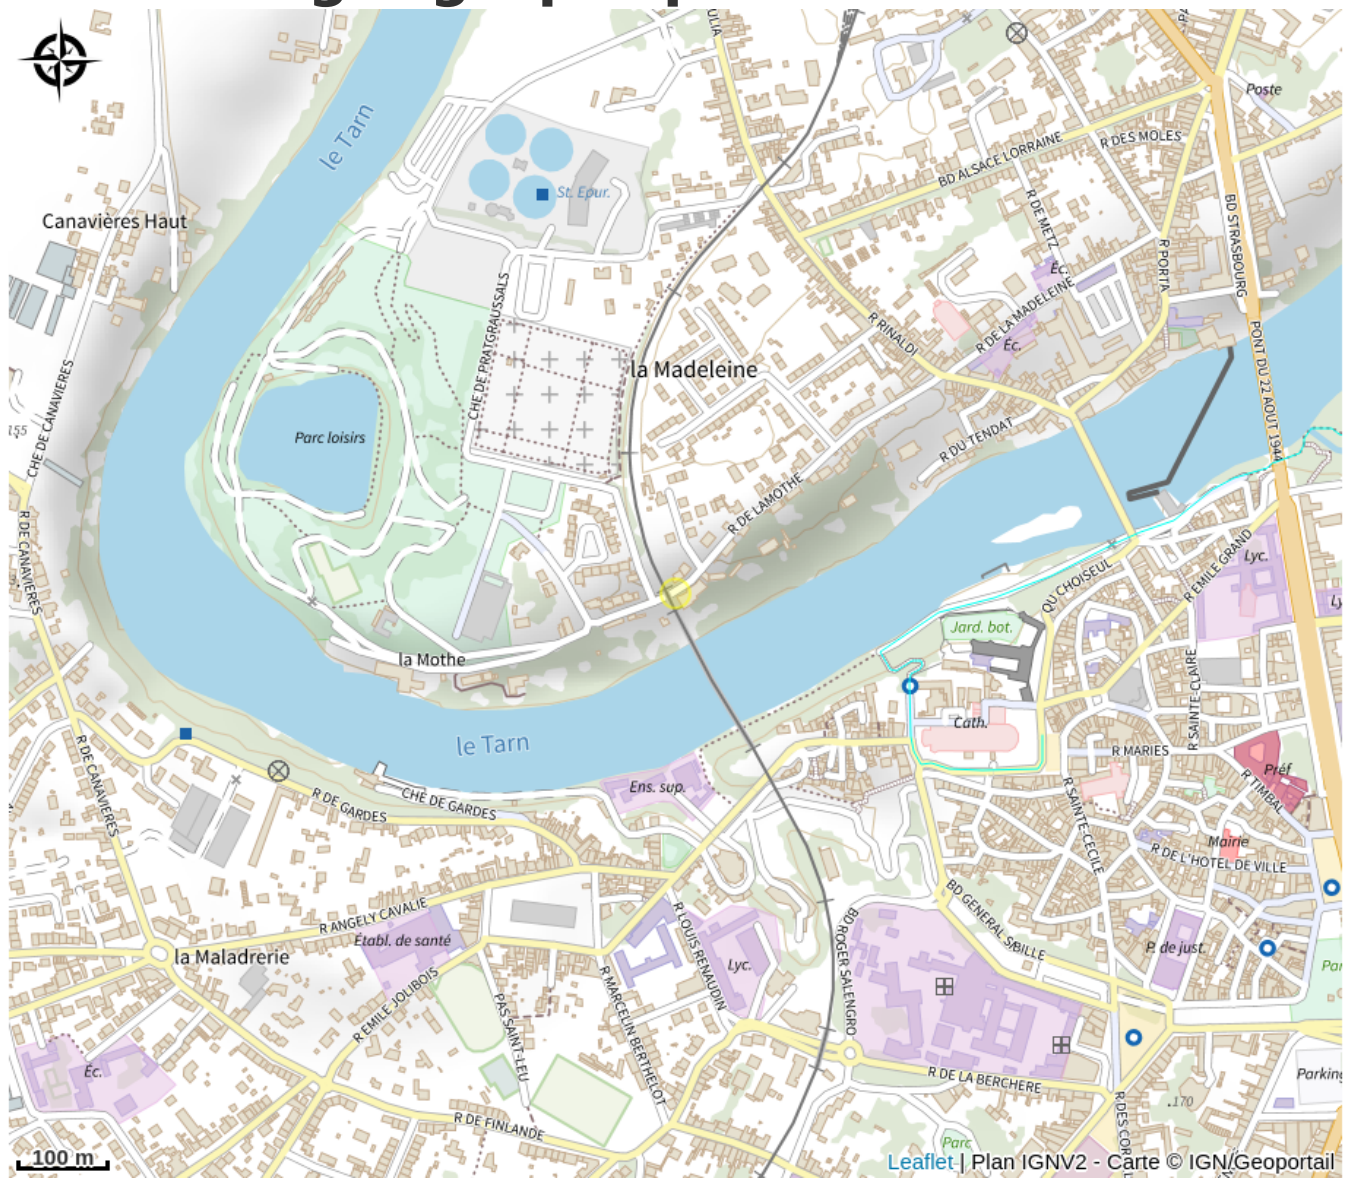 le Tarn
Canavières Haut
St. Epur.
Poste
R DES MOLES
BD ALSACE LORRAINE
R DE METZ
BD STRASBOURG
R PORTA
Éc.
R DE LA MADELEINE
Éc.
R RINALDI
CHE DE PRATGRAUSSALS
la Madeleine
PONT DU 22 AOUT 1944
CHE DE CANAVIERES
155
Parc loisirs
R DU TENDAT
R DE LAMOTHE
R DE CANAVIERES
Lyc.
R EMILE GRAND
QU CHOISEUL
Jard. bot.
la Mothe
R SAINTE-CLAIRE
Cath.
le Tarn
R MARIES
R DE CANAVIERES
Ens. sup.
Préf
R TIMBAL
CHE DE GARDES
R DE GARDES
R SAINTE-CECILE
Mairie
R DE L'HOTEL DE VILLE
R ANGELY CAVALIE
Établ. de santé
BD GENERAL SIBILLE
la Maladrerie
R LOUIS RENAUDIN
Lyc.
BD ROGER SALENGRO
P. de just.
R EMILE JOLIBOIS
PAS SAINT-LEU
R MARCELIN BERTHELOT
Éc.
R DE LA BERCHERE
Parking
.170
R DE FINLANDE
Parc
100 m
Leaflet | Plan IGNV2 - Carte © IGN/Geoportail